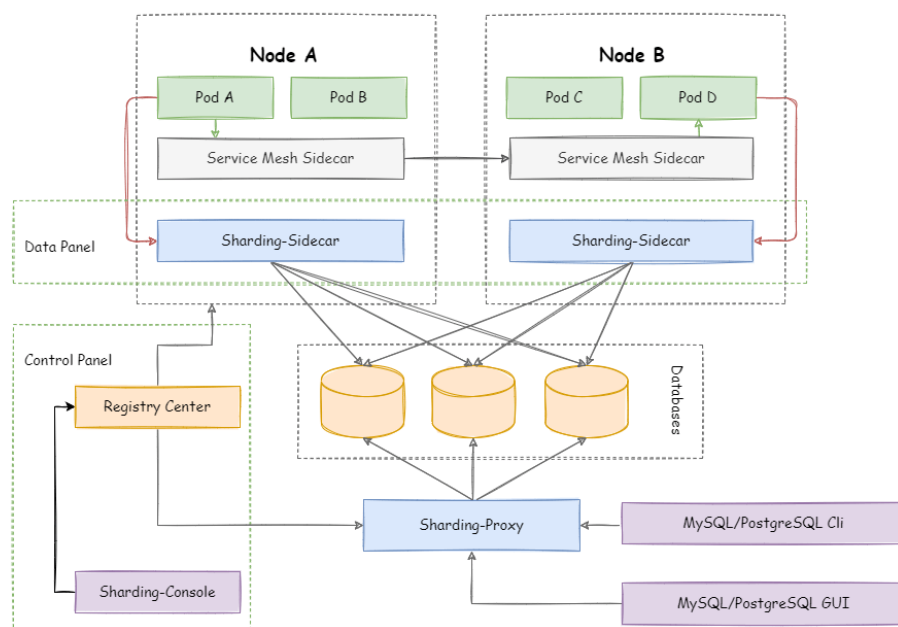 Node A
Node B
Pod A
Pod B
Pod C
Pod D
Service Mesh Sidecar
Service Mesh Sidecar
Data Panel
Sharding-Sidecar
Sharding-Sidecar
Control Panel
Registry Center
Databases
Sharding-Proxy
MySQL/PostgreSQL Cli
Sharding-Console
MySQL/PostgreSQL GUI